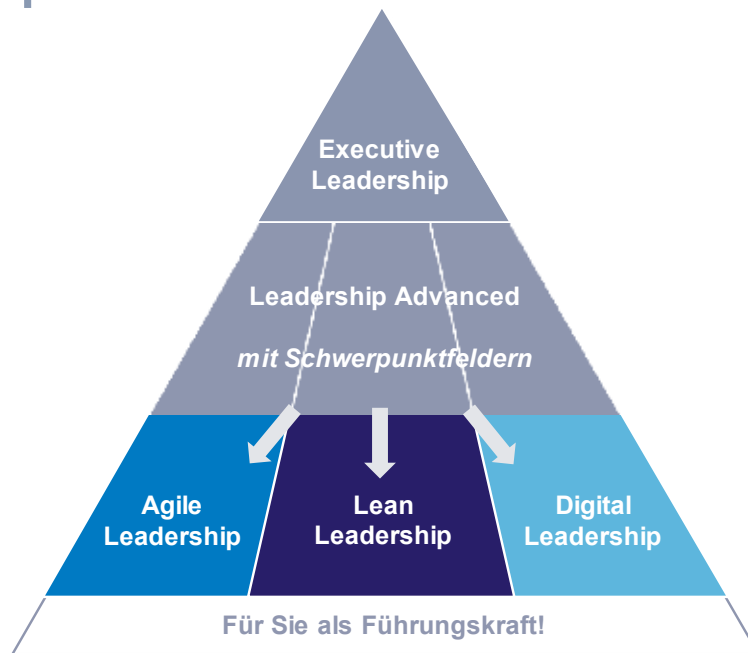 Executive
Leadership
Leadership Advanced
mit Schwerpunktfeldern
Agile
Leadership
Lean
Leadership
Digital
Leadership
Für Sie als Führungskraft!